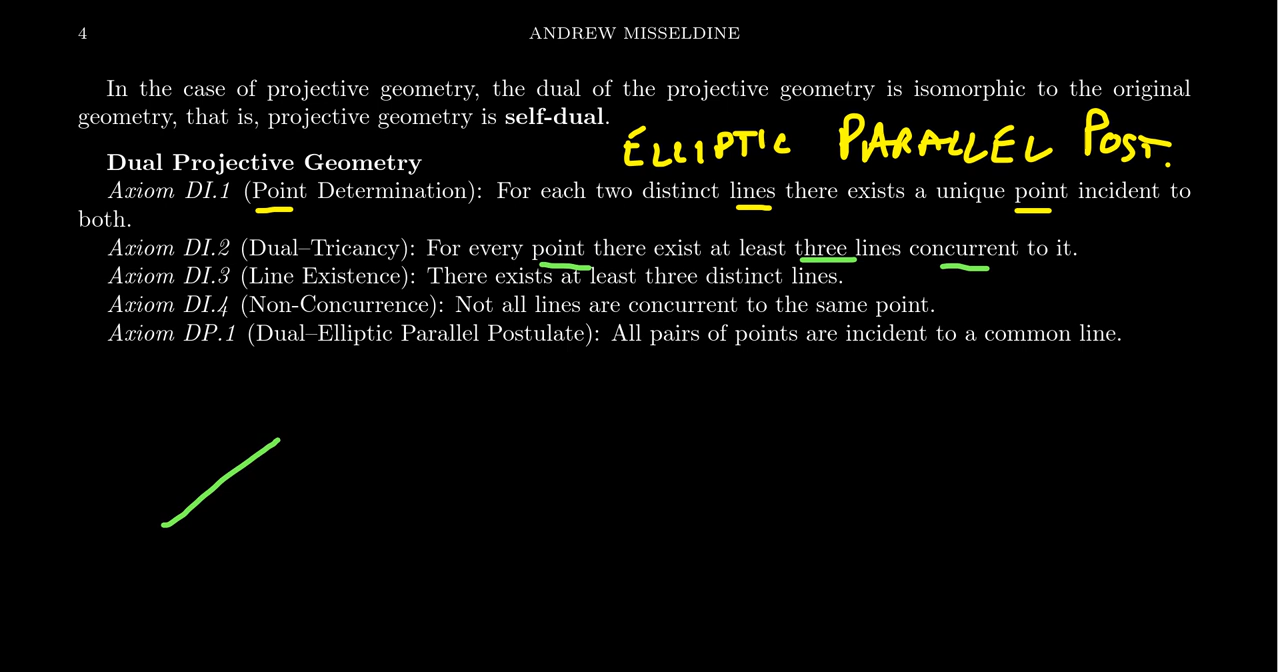 4 ANDREW MISSELDINE
In the case of projective geometry, the dual of the projective geometry is isomorphic to the original
geometry, that is, projective geometry is self-dual.
ELLIPTIC PARALLEL POST.
Dual Projective Geometry
Axiom DI.1 (Point Determination): For each two distinct lines there exists a unique point incident to
both.
Axiom DI.2 (Dual–Tricancy): For every point there exist at least three lines concurrent to it.
Axiom DI.3 (Line Existence): There exists at least three distinct lines.
Axiom DI.4 (Non-Concurrence): Not all lines are concurrent to the same point.
Axiom DP.1 (Dual–Elliptic Parallel Postulate): All pairs of points are incident to a common line.